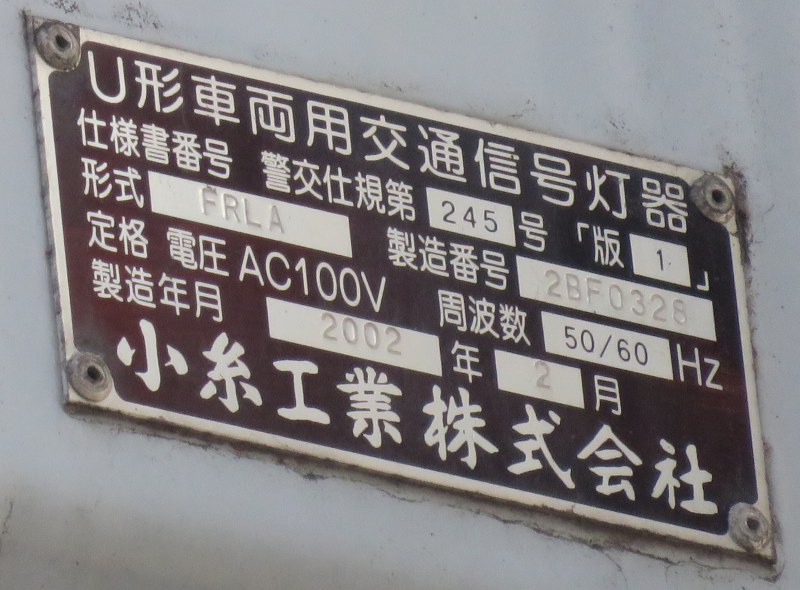 U形車両用交通信号灯器
仕様書番号 警交仕規第 245 号「版 1 」
形式 FRLA 製造番号 2BF0328
定格 電圧 AC100V 周波数 50/60 Hz
製造年月 2002 年 2 月
小糸工業株式会社